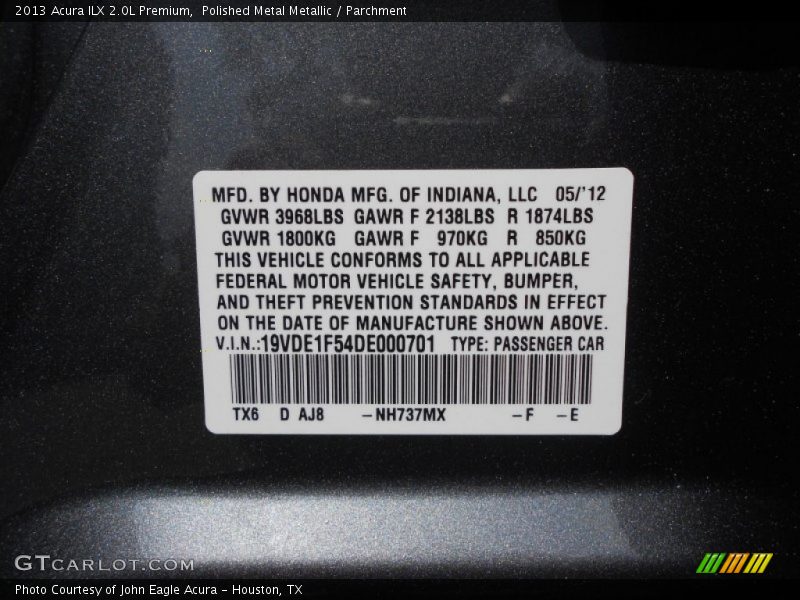 2013 Acura ILX 2.0L Premium,  Polished Metal Metallic / Parchment
MFD. BY HONDA MFG. OF INDIANA, LLC 05/'12
GVWR 3968LBS GAWR F 2138LBS R 1874LBS
GVWR 1800KG GAWR F 970KG R 850KG
THIS VEHICLE CONFORMS TO ALL APPLICABLE
FEDERAL MOTOR VEHICLE SAFETY, BUMPER,
AND THEFT PREVENTION STANDARDS IN EFFECT
ON THE DATE OF MANUFACTURE SHOWN ABOVE.
V.I.N.:19VDE1F54DE000701 TYPE: PASSENGER CAR
TX6 D AJ8 -NH737MX -F -E
GTCARLOT.COM
Photo Courtesy of John Eagle Acura - Houston, TX